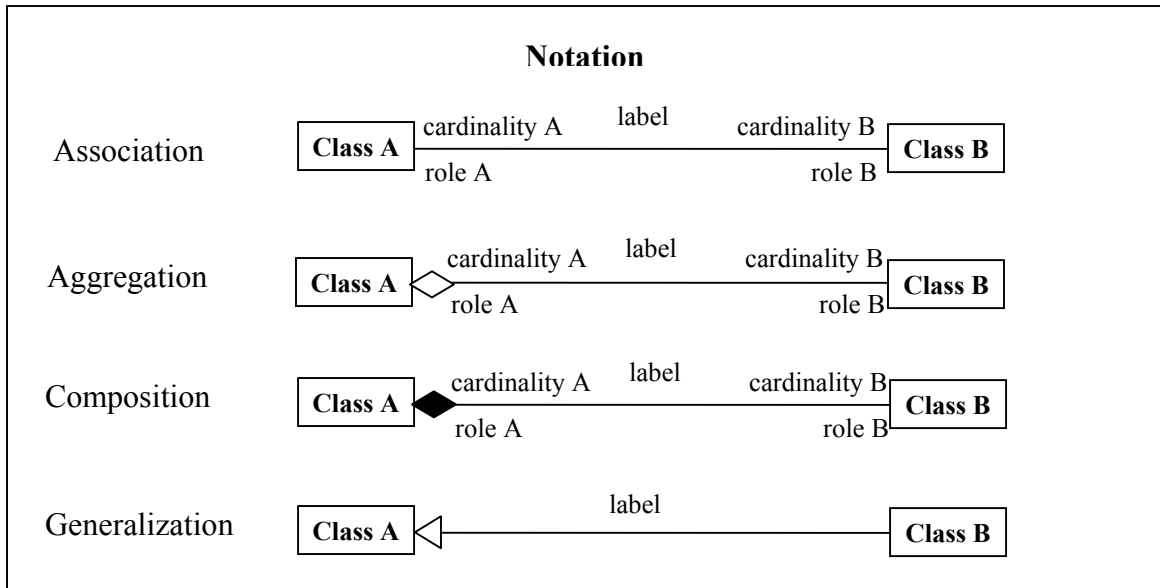 Notation
Association
Class A
cardinality A
label
cardinality B
role A
role B
Class B
Aggregation
Class A
cardinality A
label
cardinality B
role A
role B
Class B
Composition
Class A
cardinality A
label
cardinality B
role A
role B
Class B
Generalization
Class A
label
Class B